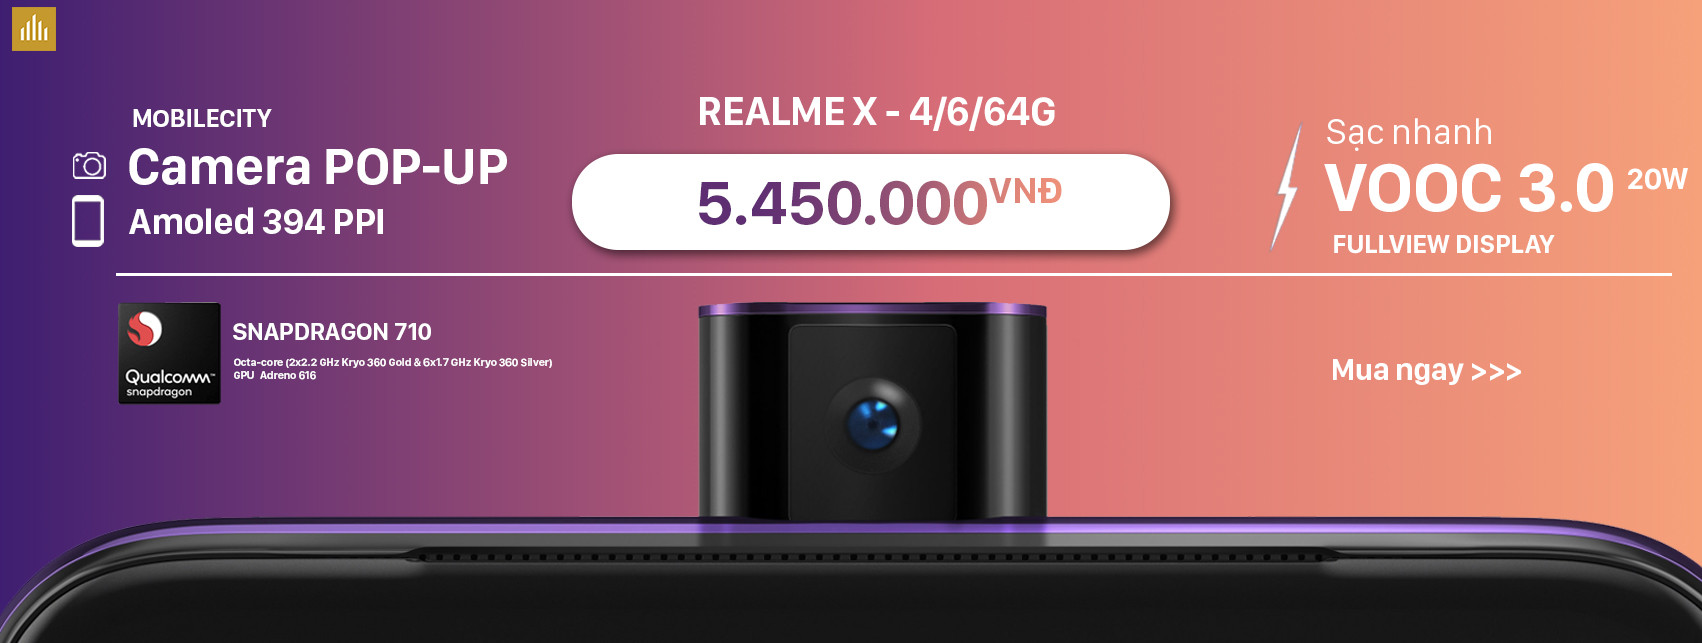 MOBILECITY
Camera POP-UP
Amoled 394 PPI
REALME X - 4/6/64G
5.450.000VNĐ
Sạc nhanh
VOOC 3.0 20W
FULLVIEW DISPLAY
Qualcomm™
snapdragon
SNAPDRAGON 710
Octa-core (2x2.2 GHz Kryo 360 Gold & 6x1.7 GHz Kryo 360 Silver)
GPU Adreno 616
Mua ngay >>>